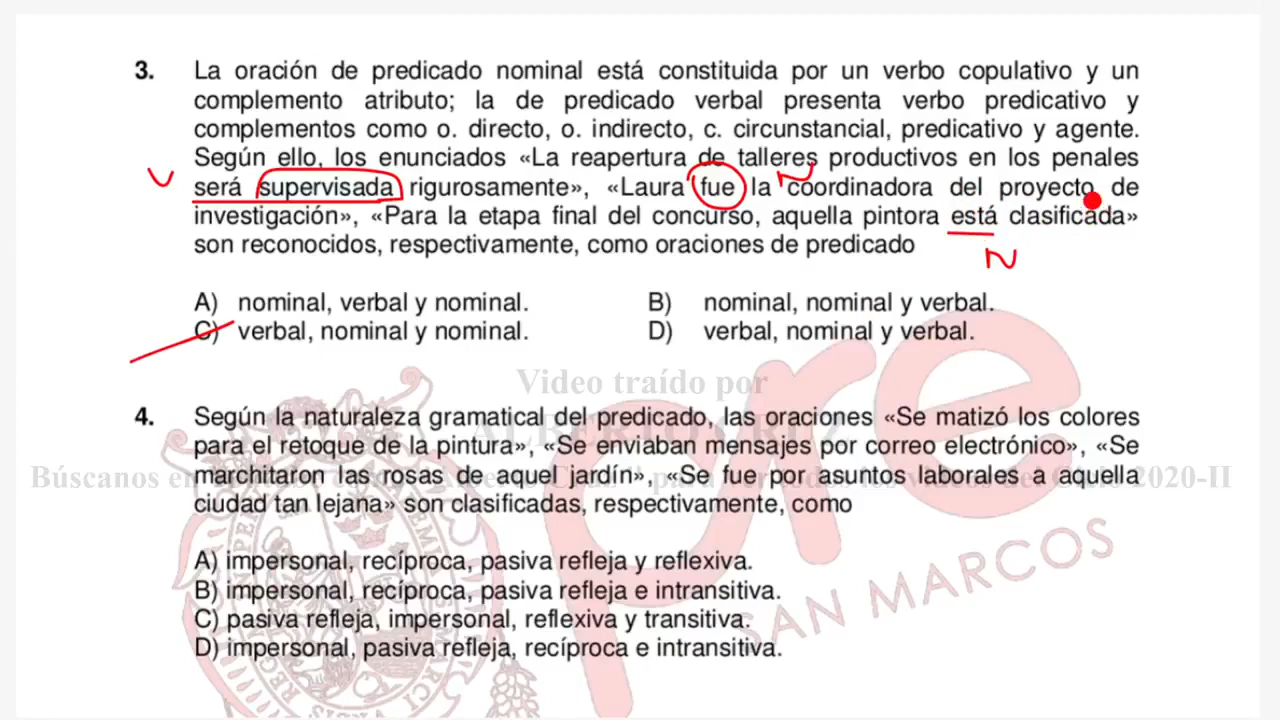 3. La oración de predicado nominal está constituida por un verbo copulativo y un
complemento atributo; la de predicado verbal presenta verbo predicativo y
complementos como o. directo, o. indirecto, c. circunstancial, predicativo y agente.
Según ello, los enunciados «La reapertura de talleres productivos en los penales
V será supervisada rigurosamente», «Laura fue la N coordinadora del proyecto de
investigación», «Para la etapa final del concurso, aquella pintora está clasificada»
son reconocidos, respectivamente, como oraciones de predicado
N
A) nominal, verbal y nominal. B) nominal, nominal y verbal.
C) verbal, nominal y nominal. D) verbal, nominal y verbal.
Video traído por
4. Según la naturaleza gramatical del predicado, las oraciones «Se matizó los colores
para el retoque de la pintura», «Se enviaban mensajes por correo electrónico», «Se
marchitaron las rosas de aquel jardín», «Se fue por asuntos laborales a aquella
Búscanos en 2020-II
ciudad tan lejana» son clasificadas, respectivamente, como
A) impersonal, recíproca, pasiva refleja y reflexiva.
B) impersonal, recíproca, pasiva refleja e intransitiva.
C) pasiva refleja, impersonal, reflexiva y transitiva.
D) impersonal, pasiva refleja, recíproca e intransitiva.
pre
SAN MARCOS